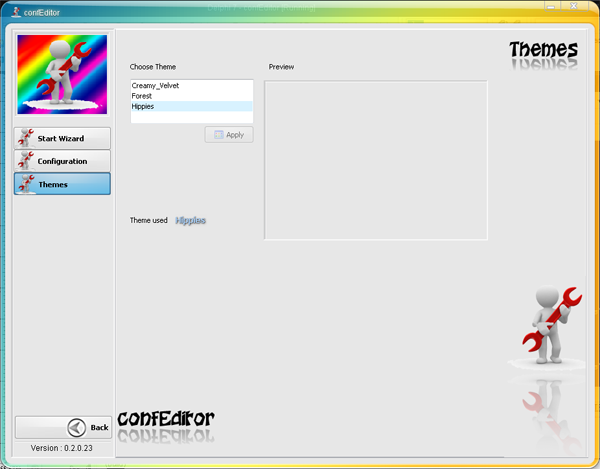 confEditor
Themes
Choose Theme
Preview
Creamy_Velvet
Forest
Hippies
Apply
Start Wizard
Configuration
Themes
Theme used Hippies
confEditor
Back
Version : 0.2.0.23